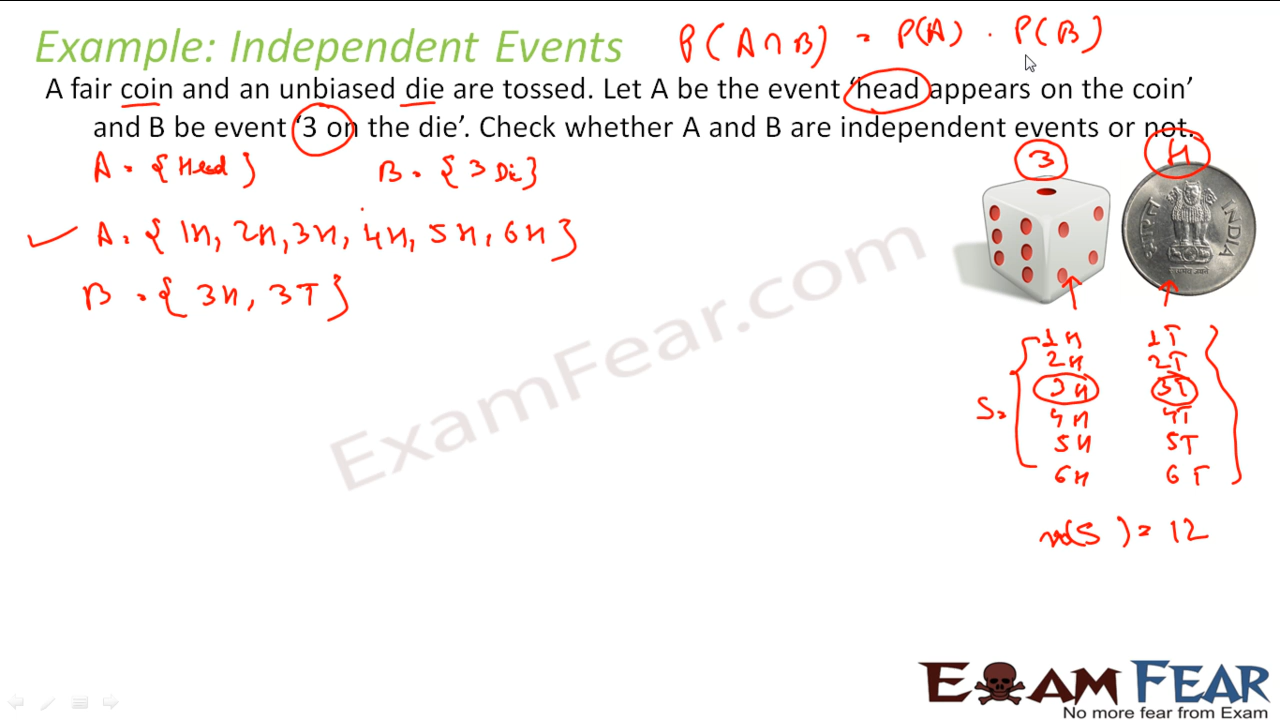 Example: Independent Events
P(A∩B) = P(A) . P(B)
A fair coin and an unbiased die are tossed. Let A be the event ‘head appears on the coin’
and B be event ‘3 on the die’. Check whether A and B are independent events or not.
A = {Head} B = {3 Die}
3 H
A = {1H, 2H, 3H, 4H, 5H, 6H}
B = {3H, 3T}
INDIA
1H 1T
2H 2T
S = { 3H 3T }
4H 4T
5H 5T
6H 6T
n(S) = 12
ExamFear.com
EXAM FEAR
No more fear from Exam